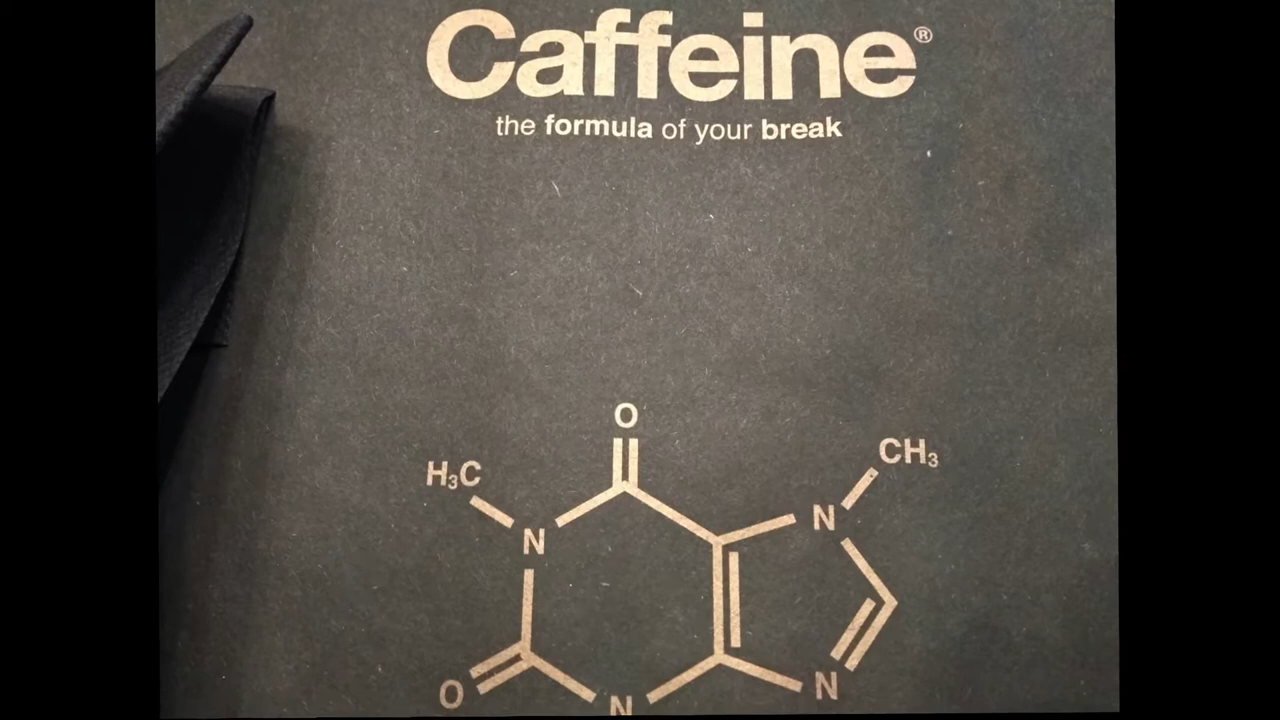 Caffeine®
the formula of your break
O
H₃C
CH₃
N
N
O
N
N